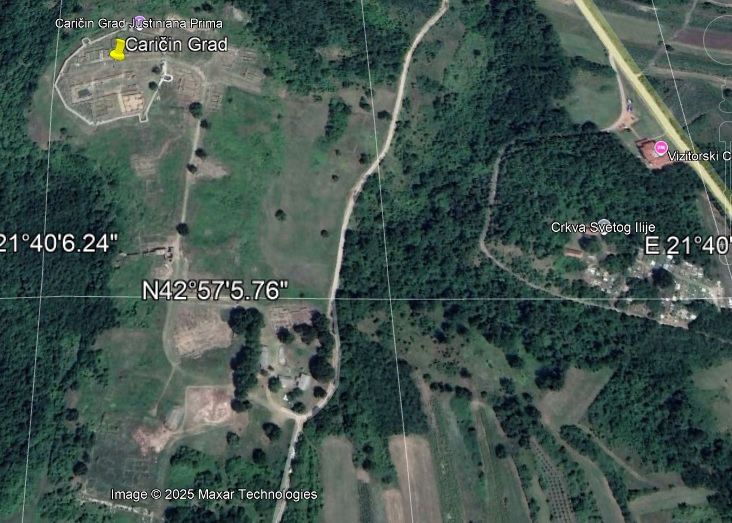 Caričin Grad Justiniana Prima
Caričin Grad
Vizitorski C
Crkva Svetog Ilije
21°40'6.24"
E 21°40'
N42°57'5.76"
Image © 2025 Maxar Technologies